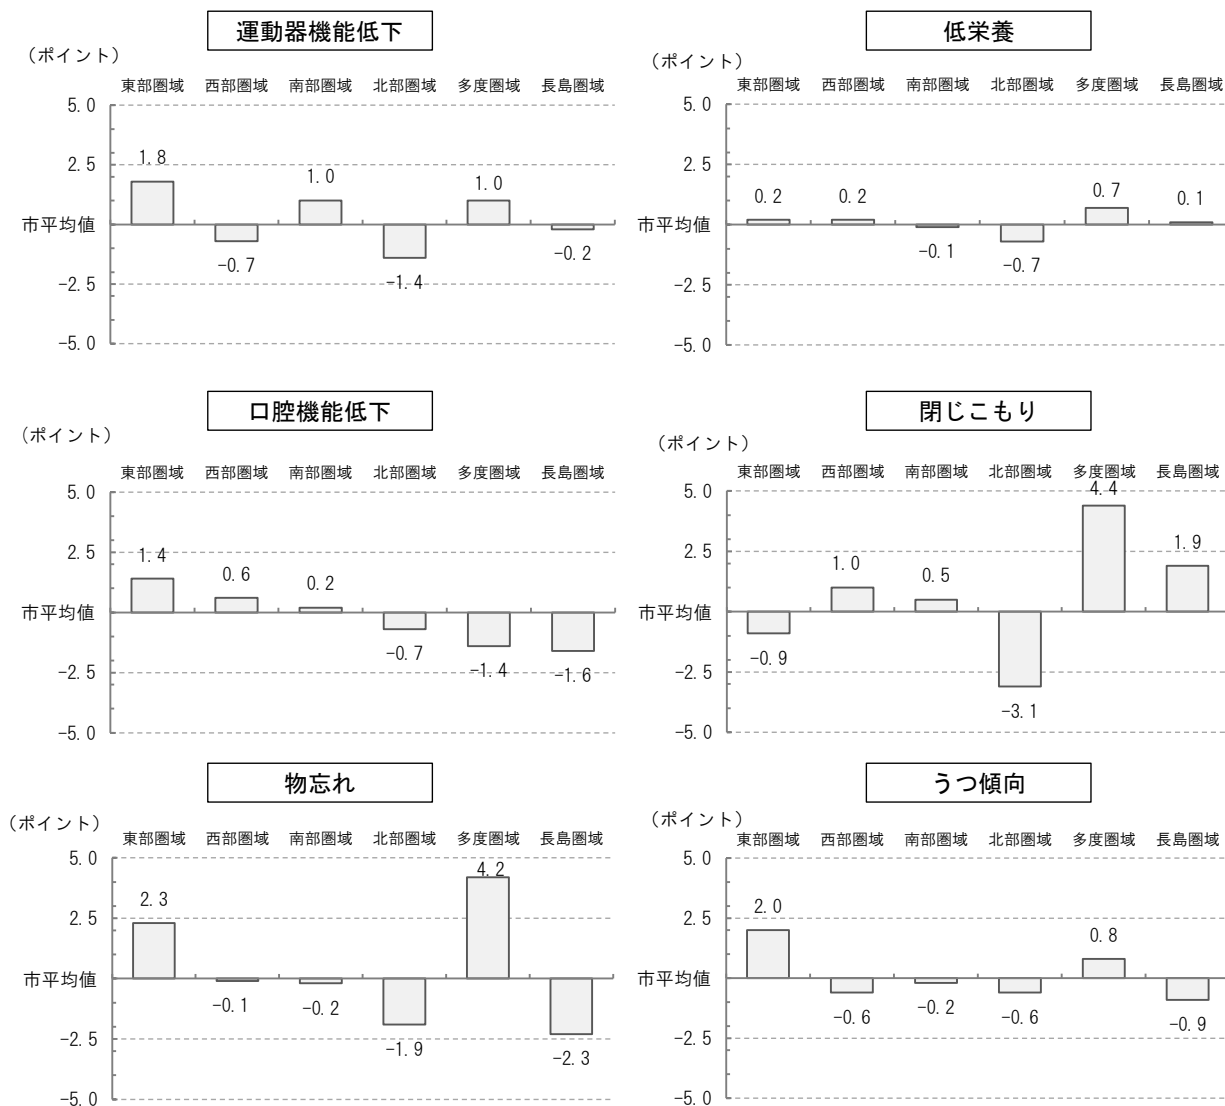 運動器機能低下
（ポイント）
東部圏域 西部圏域 南部圏域 北部圏域 多度圏域 長島圏域
5.0
2.5
市平均値
-2.5
-5.0
1.8
-0.7
1.0
-1.4
1.0
-0.2
低栄養
（ポイント）
東部圏域 西部圏域 南部圏域 北部圏域 多度圏域 長島圏域
5.0
2.5
市平均値
-2.5
-5.0
0.2
0.2
-0.1
-0.7
0.7
0.1
口腔機能低下
（ポイント）
東部圏域 西部圏域 南部圏域 北部圏域 多度圏域 長島圏域
5.0
2.5
市平均値
-2.5
-5.0
1.4
0.6
0.2
-0.7
-1.4
-1.6
閉じこもり
（ポイント）
東部圏域 西部圏域 南部圏域 北部圏域 多度圏域 長島圏域
5.0
2.5
市平均値
-2.5
-5.0
-0.9
1.0
0.5
-3.1
4.4
1.9
物忘れ
（ポイント）
東部圏域 西部圏域 南部圏域 北部圏域 多度圏域 長島圏域
5.0
2.5
市平均値
-2.5
-5.0
2.3
-0.1
-0.2
-1.9
4.2
-2.3
うつ傾向
（ポイント）
東部圏域 西部圏域 南部圏域 北部圏域 多度圏域 長島圏域
5.0
2.5
市平均値
-2.5
-5.0
2.0
-0.6
-0.2
-0.6
0.8
-0.9